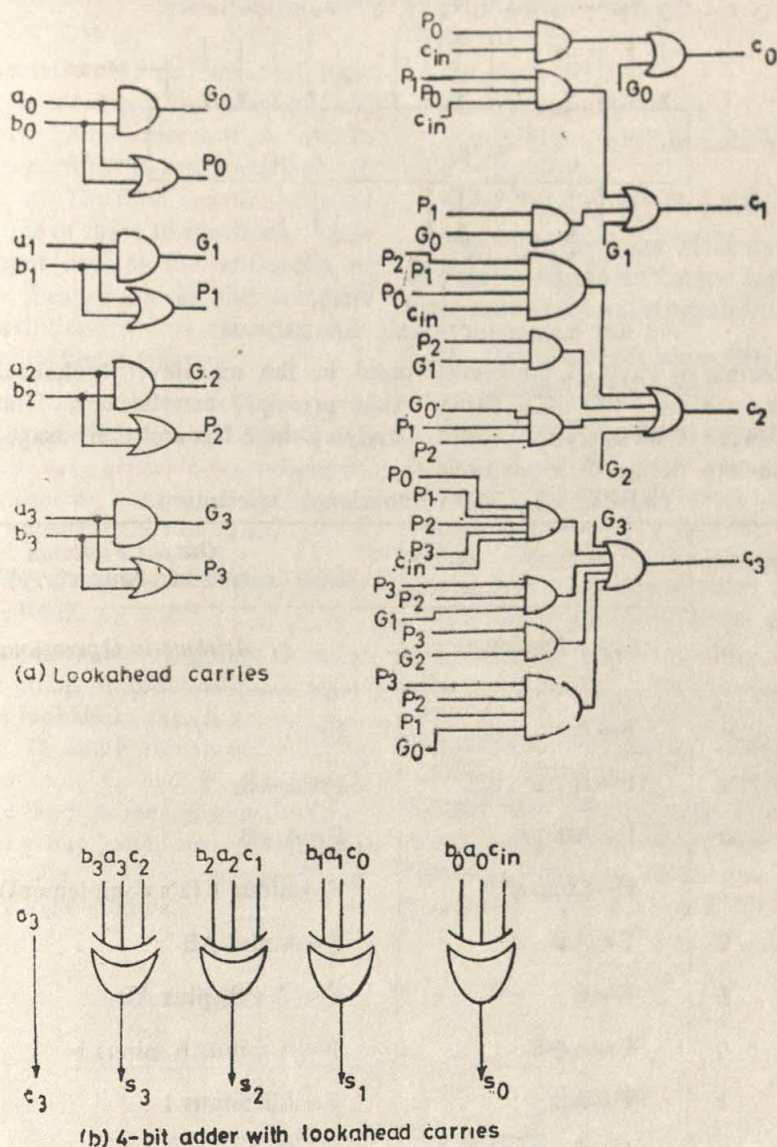 a0
b0
G0
P0
a1
b1
G1
P1
a2
b2
G2
P2
a3
b3
G3
P3
(a) Lookahead carries
P0
cin
G0
c0
P1
P0
cin
P1
G0
G1
c1
P2
P1
P0
cin
P2
G1
G0
P1
P2
G2
c2
P0
P1
P2
P3
cin
P3
P2
G1
P3
G2
P3
P2
P1
G0
G3
c3
b3a3c2
b2a2c1
b1a1c0
b0a0cin
c3
s3
s2
s1
s0
(b) 4-bit adder with lookahead carries